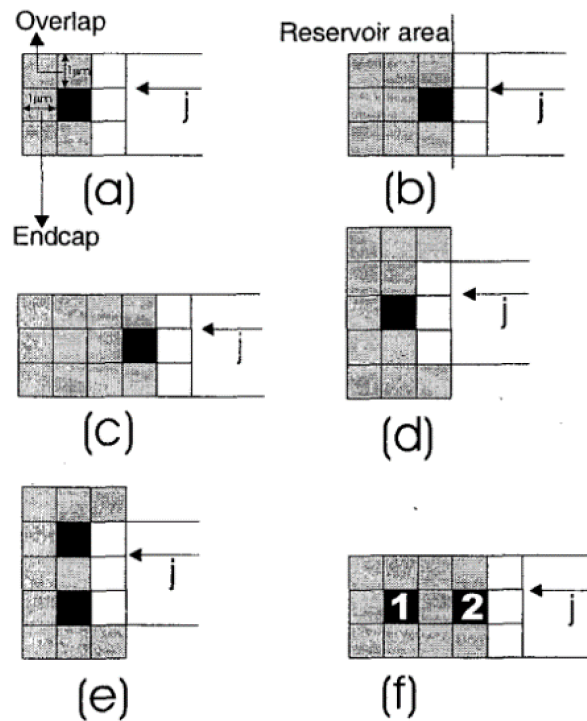 Overlap
1μm
1μm
j
(a)
Endcap
Reservoir area
j
(b)
j
(c)
j
(d)
j
(e)
1 2
j
(f)